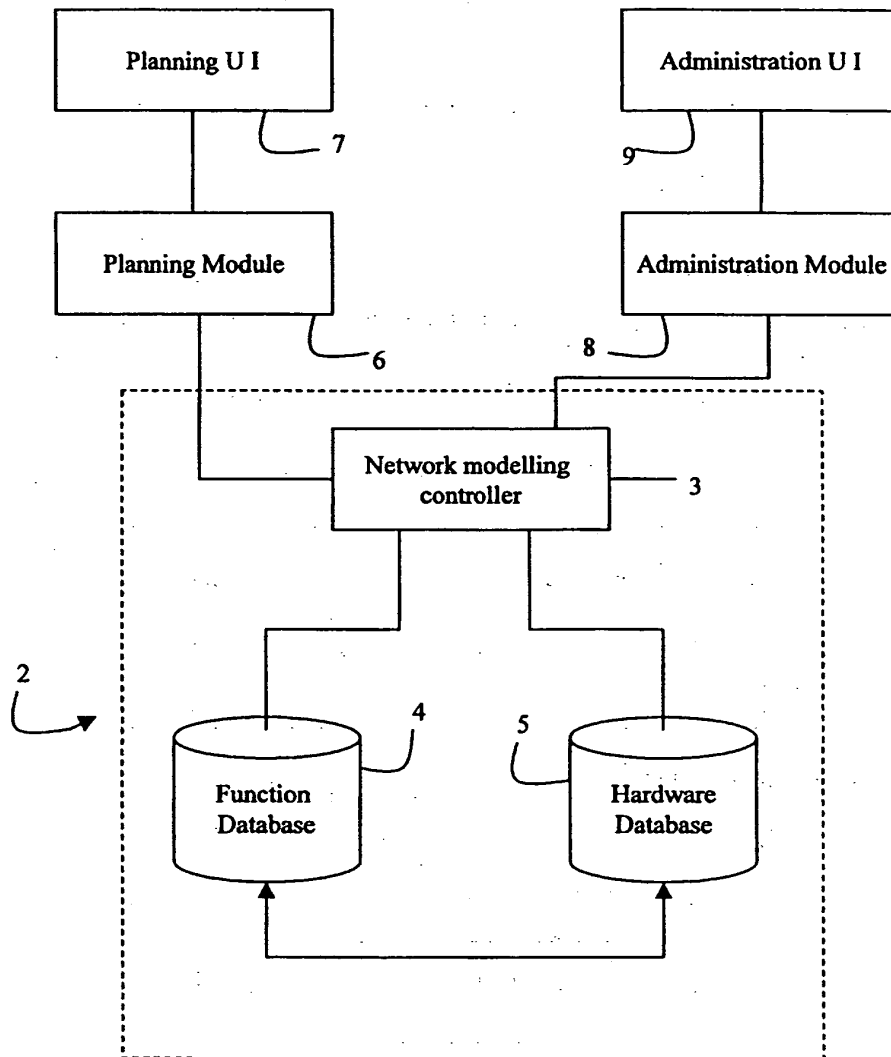 Planning U I
Administration U I
7
9
Planning Module
Administration Module
6
8
Network modelling
controller
3
2
4
5
Function
Database
Hardware
Database